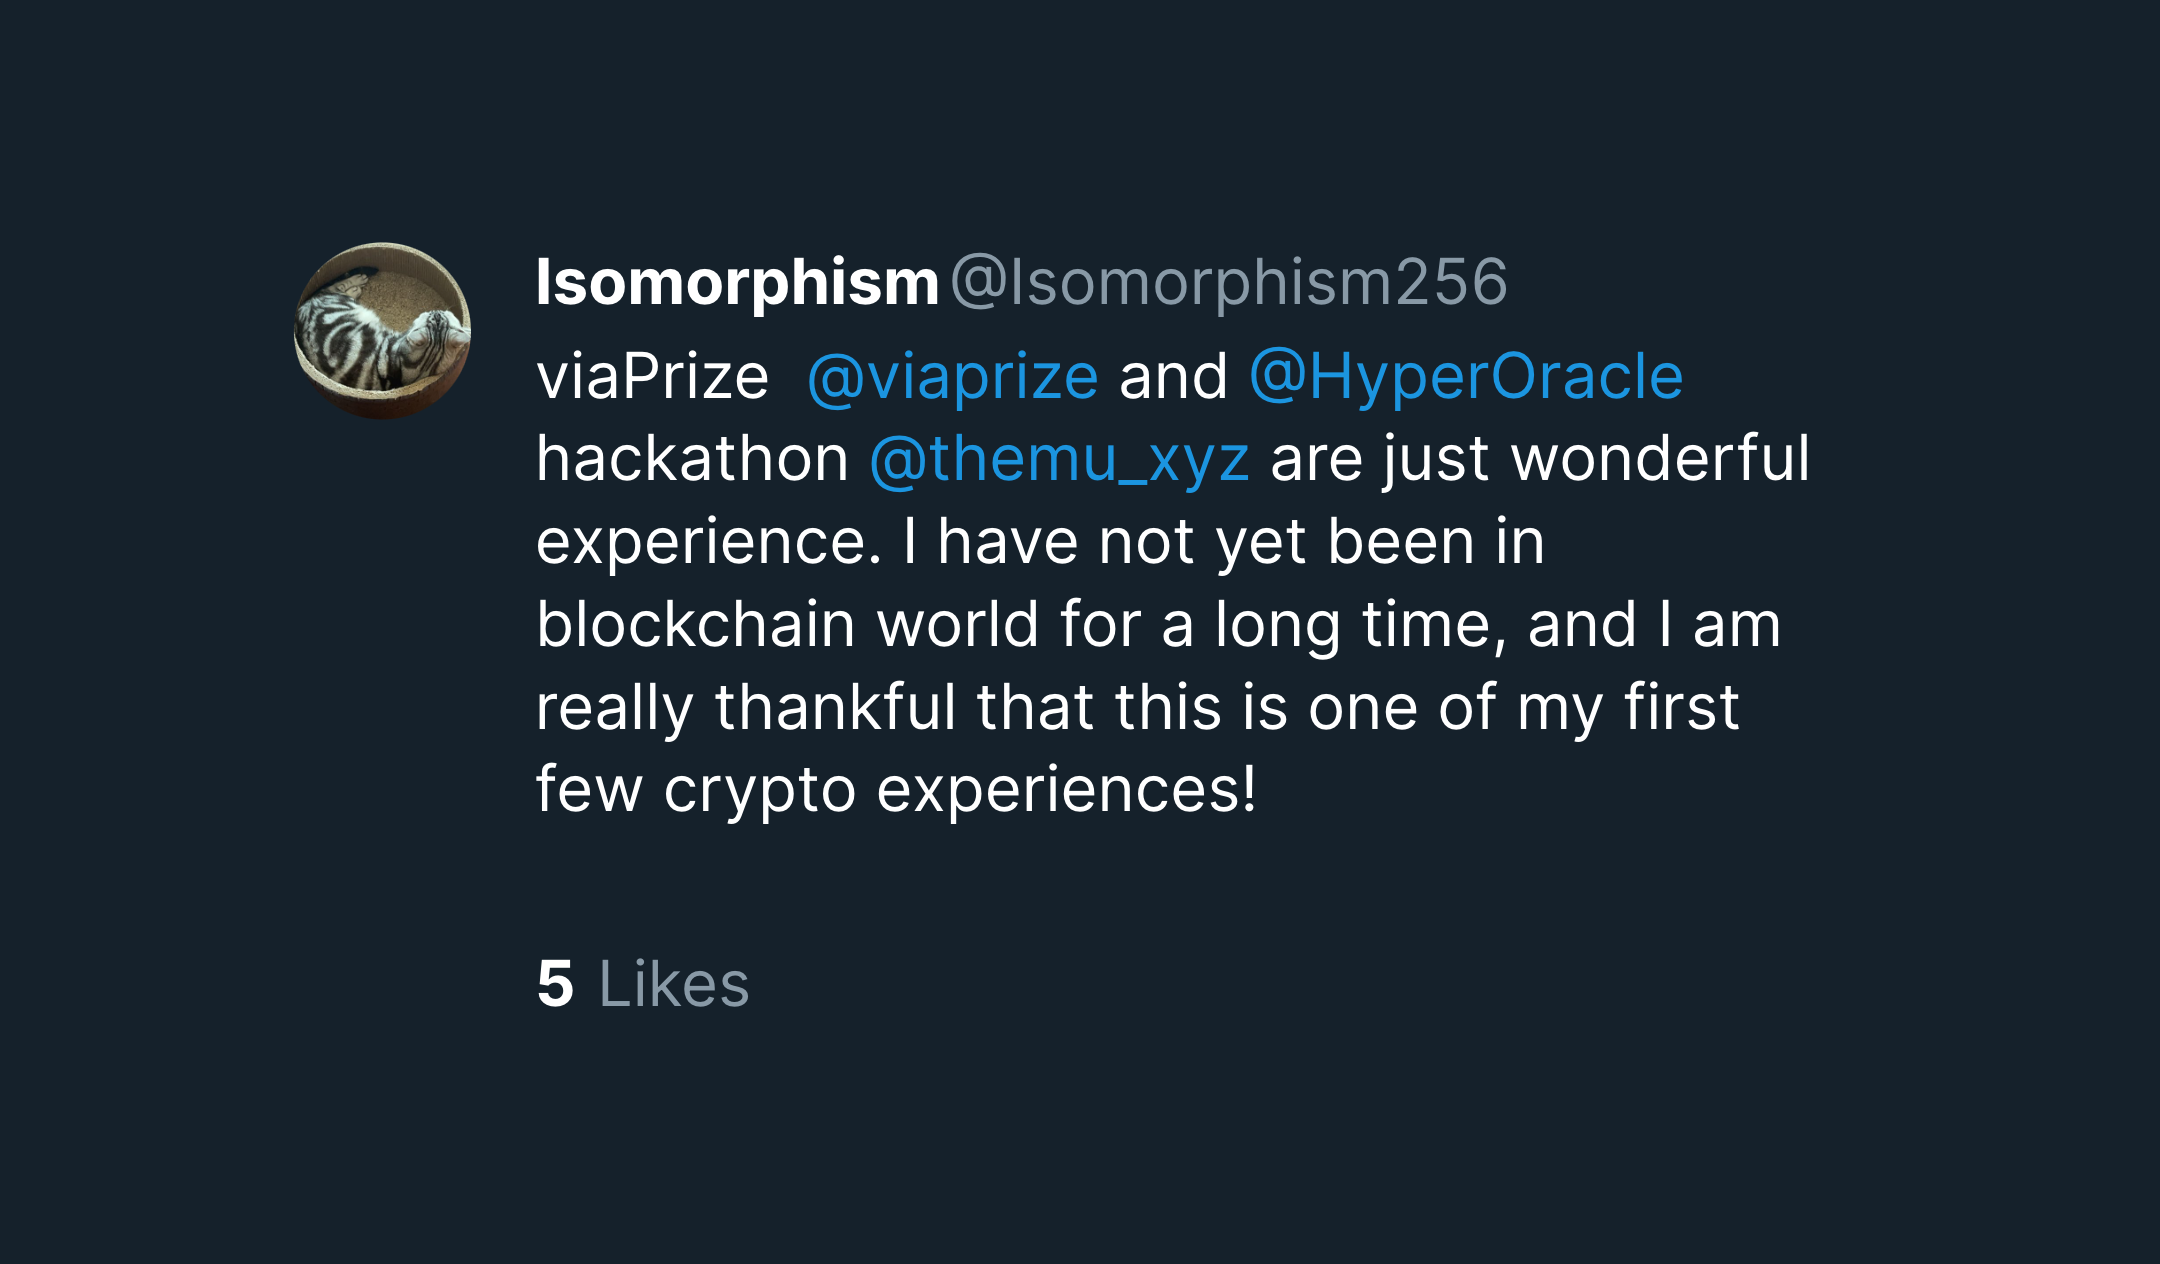 Isomorphism @Isomorphism256
viaPrize @viaprize and @HyperOracle
hackathon @themu_xyz are just wonderful
experience. I have not yet been in
blockchain world for a long time, and I am
really thankful that this is one of my first
few crypto experiences!
5 Likes